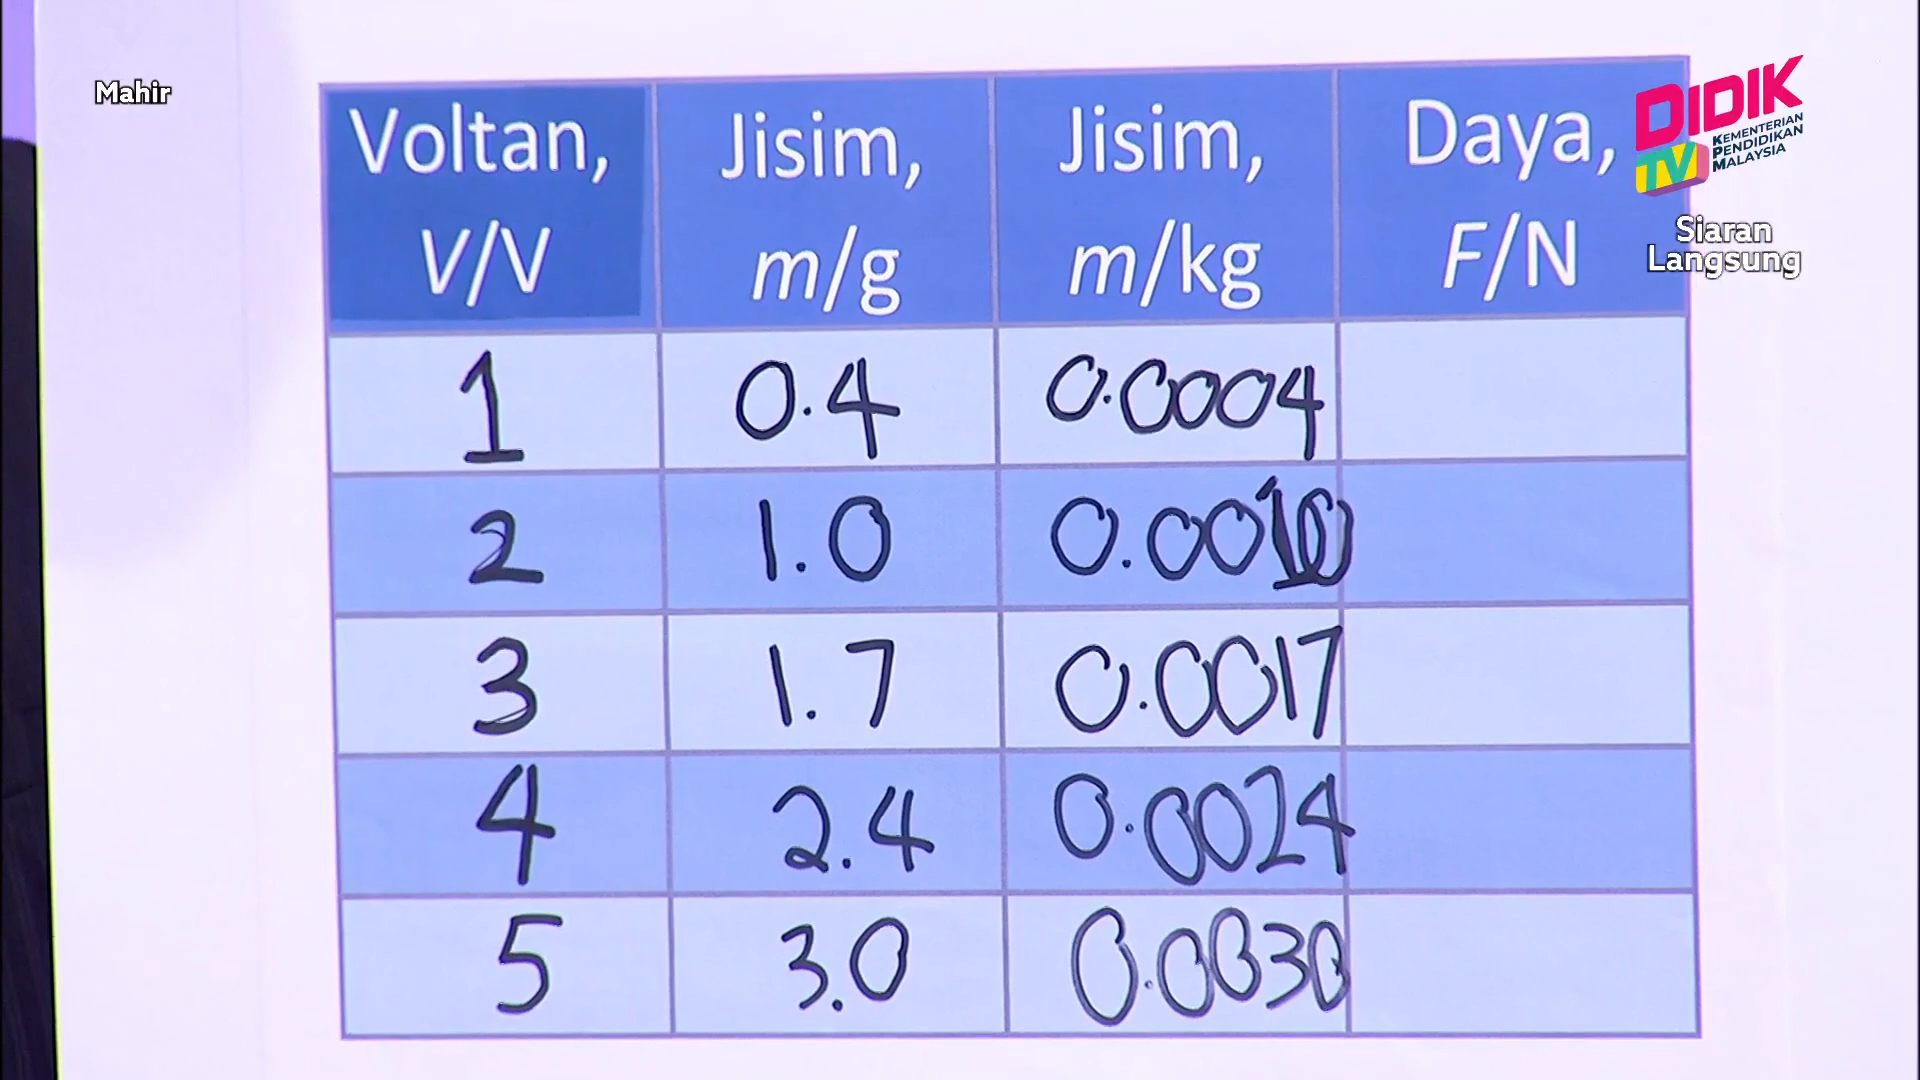 Mahir
Voltan, Jisim, Jisim, Daya,
V/V m/g m/kg F/N
1 0.4 0.0004
2 1.0 0.0010
3 1.7 0.0017
4 2.4 0.0024
5 3.0 0.0030
DIDIK
TV
KEMENTERIAN
PENDIDIKAN
MALAYSIA
Siaran
Langsung